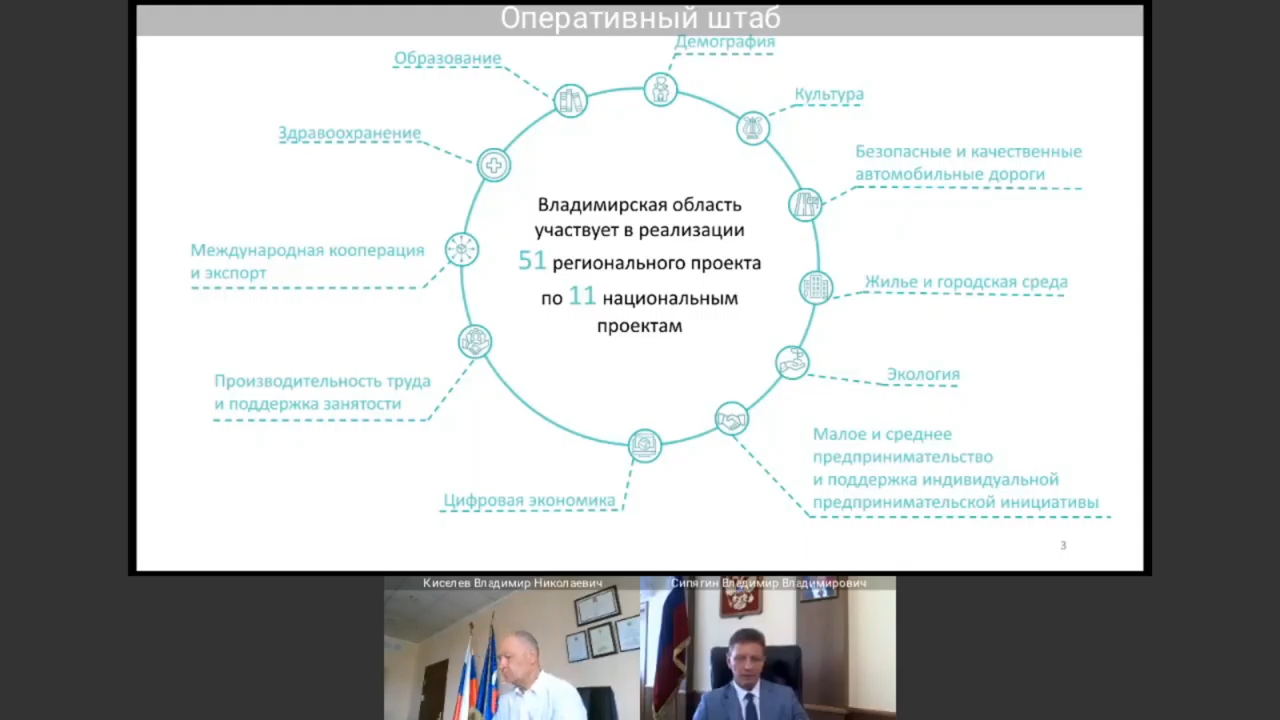 Оперативный штаб
Демография
Образование
Культура
Здравоохранение
Безопасные и качественные
автомобильные дороги
Владимирская область
участвует в реализации
51 регионального проекта
по 11 национальным
проектам
Международная кооперация
и экспорт
Жилье и городская среда
Экология
Производительность труда
и поддержка занятости
Малое и среднее
предпринимательство
и поддержка индивидуальной
предпринимательской инициативы
Цифровая экономика
3
Киселев Владимир Николаевич
Сипягин Владимир Владимирович